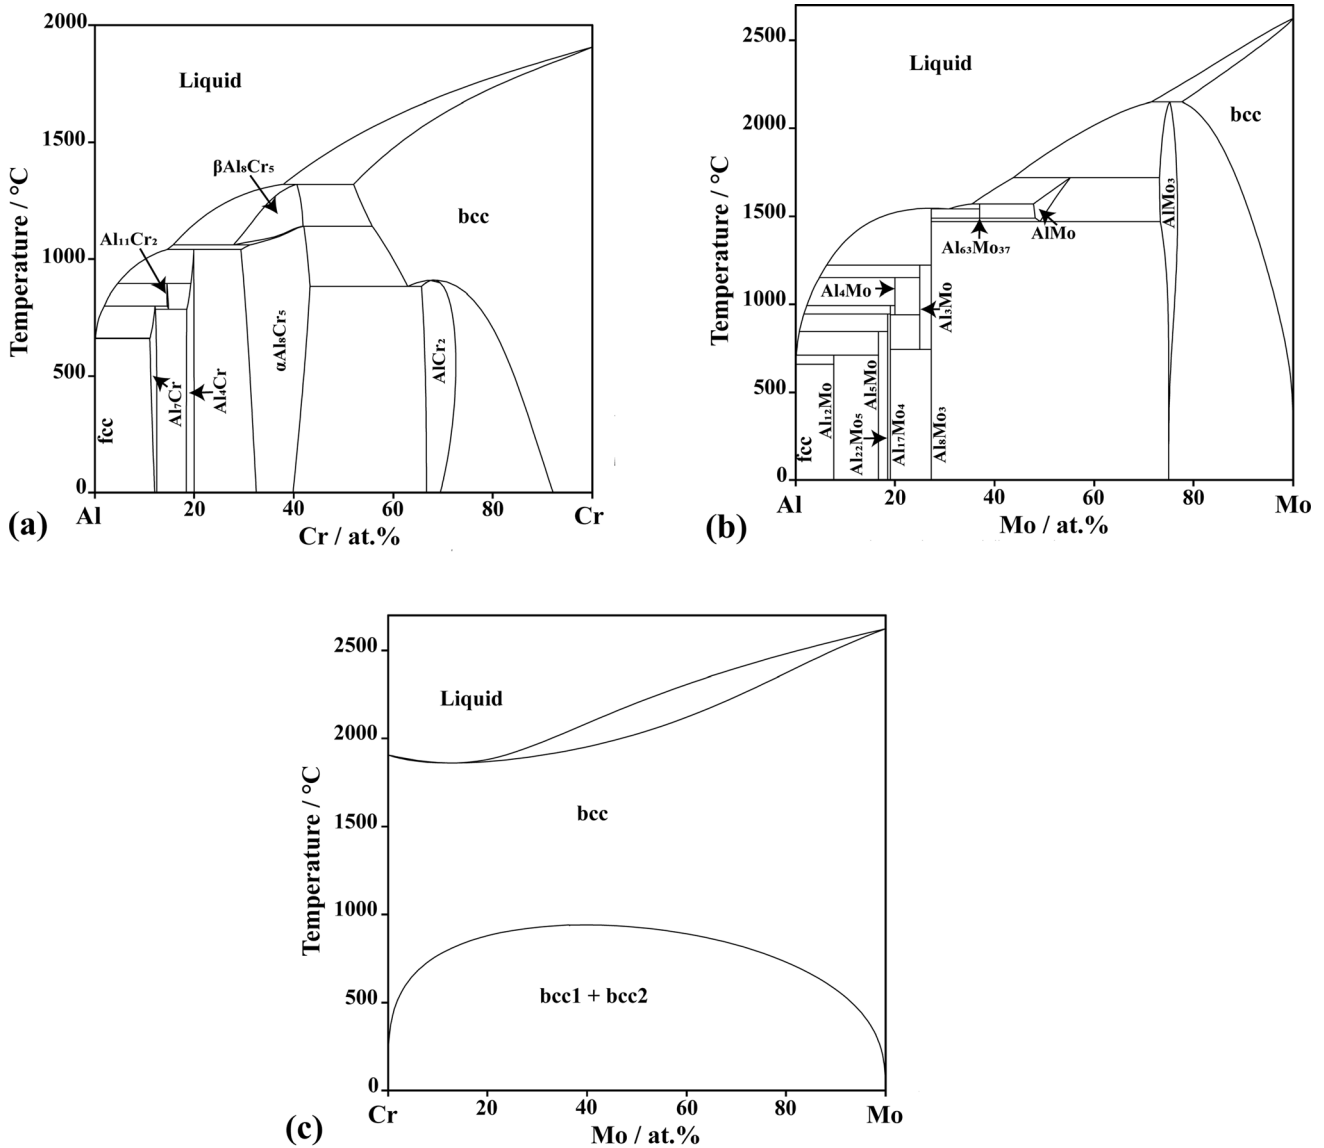 2000
1500
1000
500
0
Temperature / °C
Liquid
βAl₈Cr₅
bcc
Al₁₁Cr₂
fcc
Al₇Cr
Al₄Cr
αAl₈Cr₅
AlCr₂
20
40
60
80
Al
Cr
Cr / at.%
(a)
2500
2000
1500
1000
500
0
Temperature / °C
Liquid
bcc
AlMo₃
AlMo
Al₆₃Mo₃₇
Al₄Mo
Al₃Mo
fcc
Al₁₂Mo
Al₅Mo
Al₂₂Mo₅
Al₁₇Mo₄
Al₈Mo₃
20
40
60
80
Al
Mo
Mo / at.%
(b)
2500
2000
1500
1000
500
0
Temperature / °C
Liquid
bcc
bcc1 + bcc2
20
40
60
80
Cr
Mo
Mo / at.%
(c)